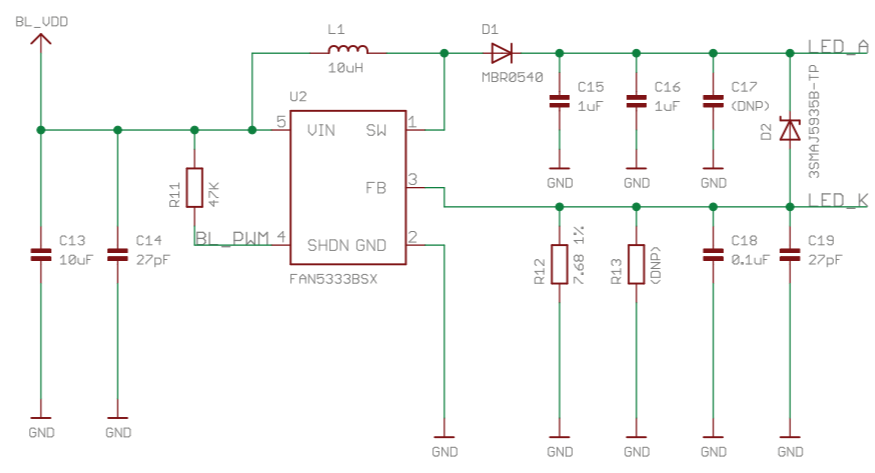 BL_VDD
L1
10uH
D1
MBR0540
LED_A
C15
1uF
C16
1uF
C17
(DNP)
D2
3SMAJ5935B-TP
GND
GND
GND
U2
5
VIN
SW
1
FB
3
4
SHDN
GND
2
FAN5333BSX
R11
47K
BL_PWM
LED_K
C13
10uF
C14
27pF
R12
7.68 1%
R13
(DNP)
C18
0.1uF
C19
27pF
GND
GND
GND
GND
GND
GND
GND